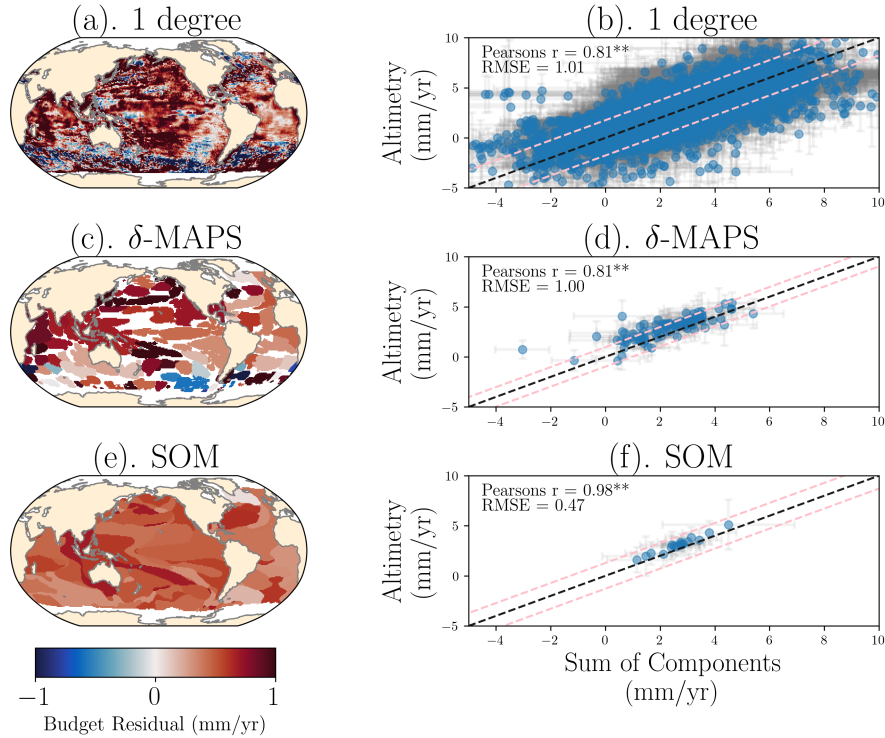 (a). 1 degree
(b). 1 degree
Pearsons r = 0.81**
RMSE = 1.01
Altimetry
(mm/yr)
10
5
0
−5
−4
−2
0
2
4
6
8
10
(c). δ-MAPS
(d). δ-MAPS
Pearsons r = 0.81**
RMSE = 1.00
Altimetry
(mm/yr)
10
5
0
−5
−4
−2
0
2
4
6
8
10
(e). SOM
(f). SOM
Pearsons r = 0.98**
RMSE = 0.47
Altimetry
(mm/yr)
10
5
0
−5
−4
−2
0
2
4
6
8
10
Sum of Components
(mm/yr)
−1
0
1
Budget Residual (mm/yr)